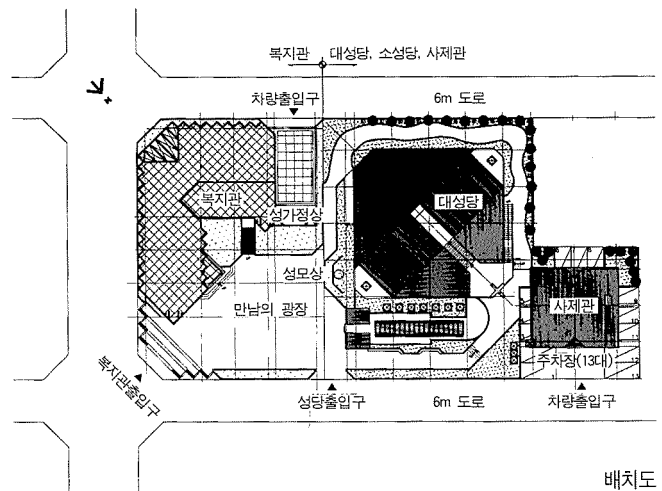 복지관 대성당, 소성당, 사제관
차량출입구
6m 도로
복지관
대성당
성가정상
성모상
만남의 광장
사제관
주차장(13대)
복지관출입구
성당출입구
6m 도로
차량출입구
배치도